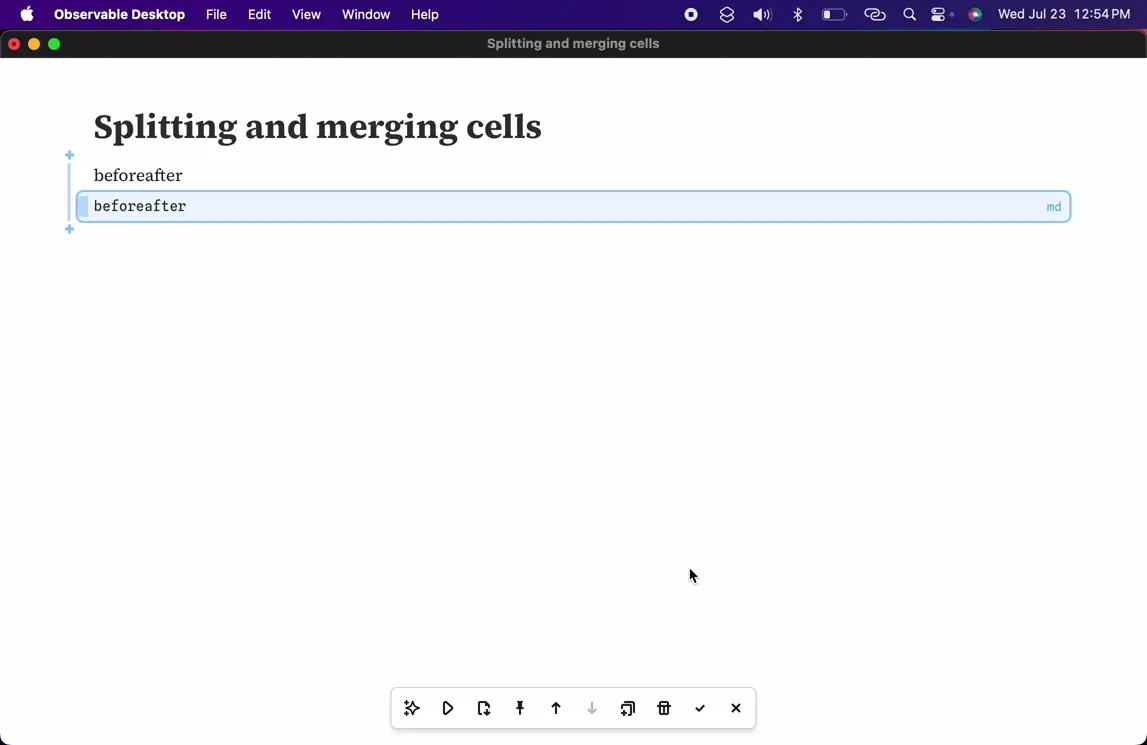 Observable Desktop File Edit View Window Help Wed Jul 23 12:54 PM
Splitting and merging cells
Splitting and merging cells
beforeafter
beforeafter md